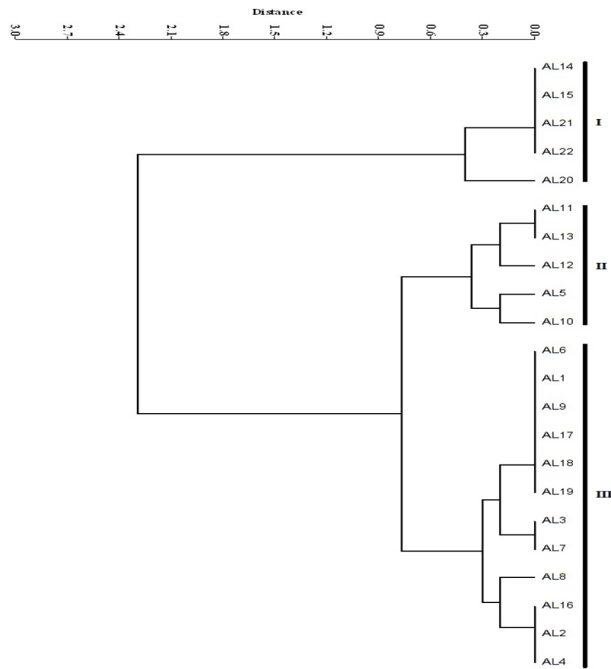 Distance
3.0 2.7 2.4 2.1 1.8 1.5 1.2 0.9 0.6 0.3 0.0
AL14
AL15
AL21
I
AL22
AL20
AL11
AL13
AL12
II
AL5
AL10
AL6
AL1
AL9
AL17
AL18
AL19
III
AL3
AL7
AL8
AL16
AL2
AL4